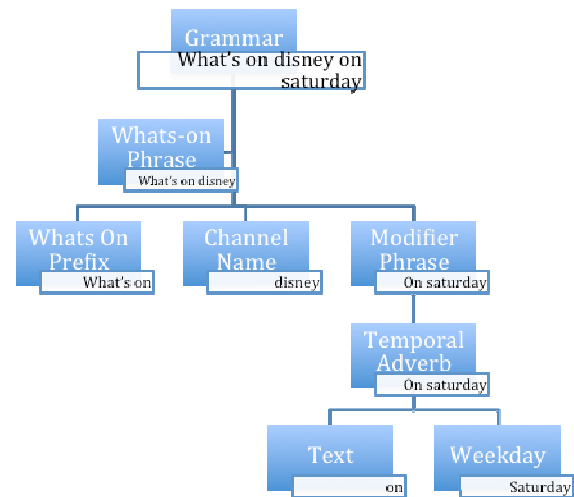 Grammar
What's on disney on
saturday
Whats-on
Phrase
What's on disney
Whats On
Prefix
What's on
Channel
Name
disney
Modifier
Phrase
On saturday
Temporal
Adverb
On saturday
Text
on
Weekday
Saturday